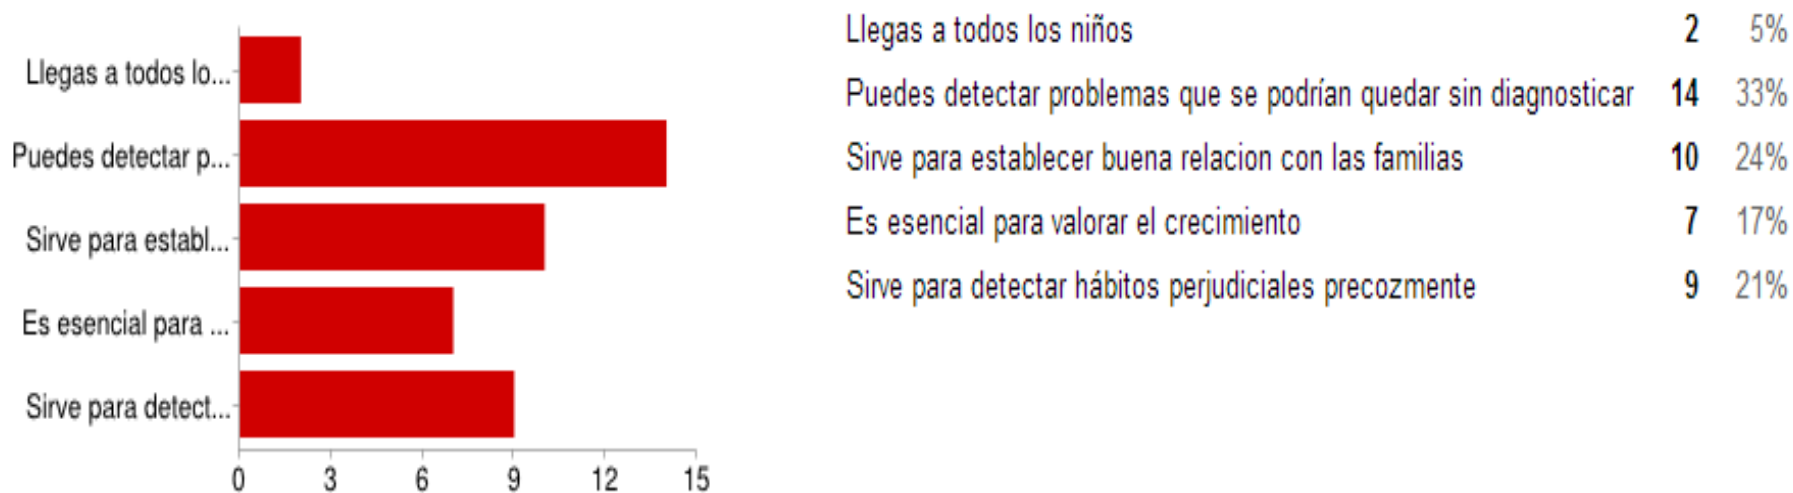 Llegas a todos lo...
Puedes detectar p...
Sirve para establ...
Es esencial para ...
Sirve para detect...
0 3 6 9 12 15
Llegas a todos los niños 2 5%
Puedes detectar problemas que se podrían quedar sin diagnosticar 14 33%
Sirve para establecer buena relacion con las familias 10 24%
Es esencial para valorar el crecimiento 7 17%
Sirve para detectar hábitos perjudiciales precozmente 9 21%